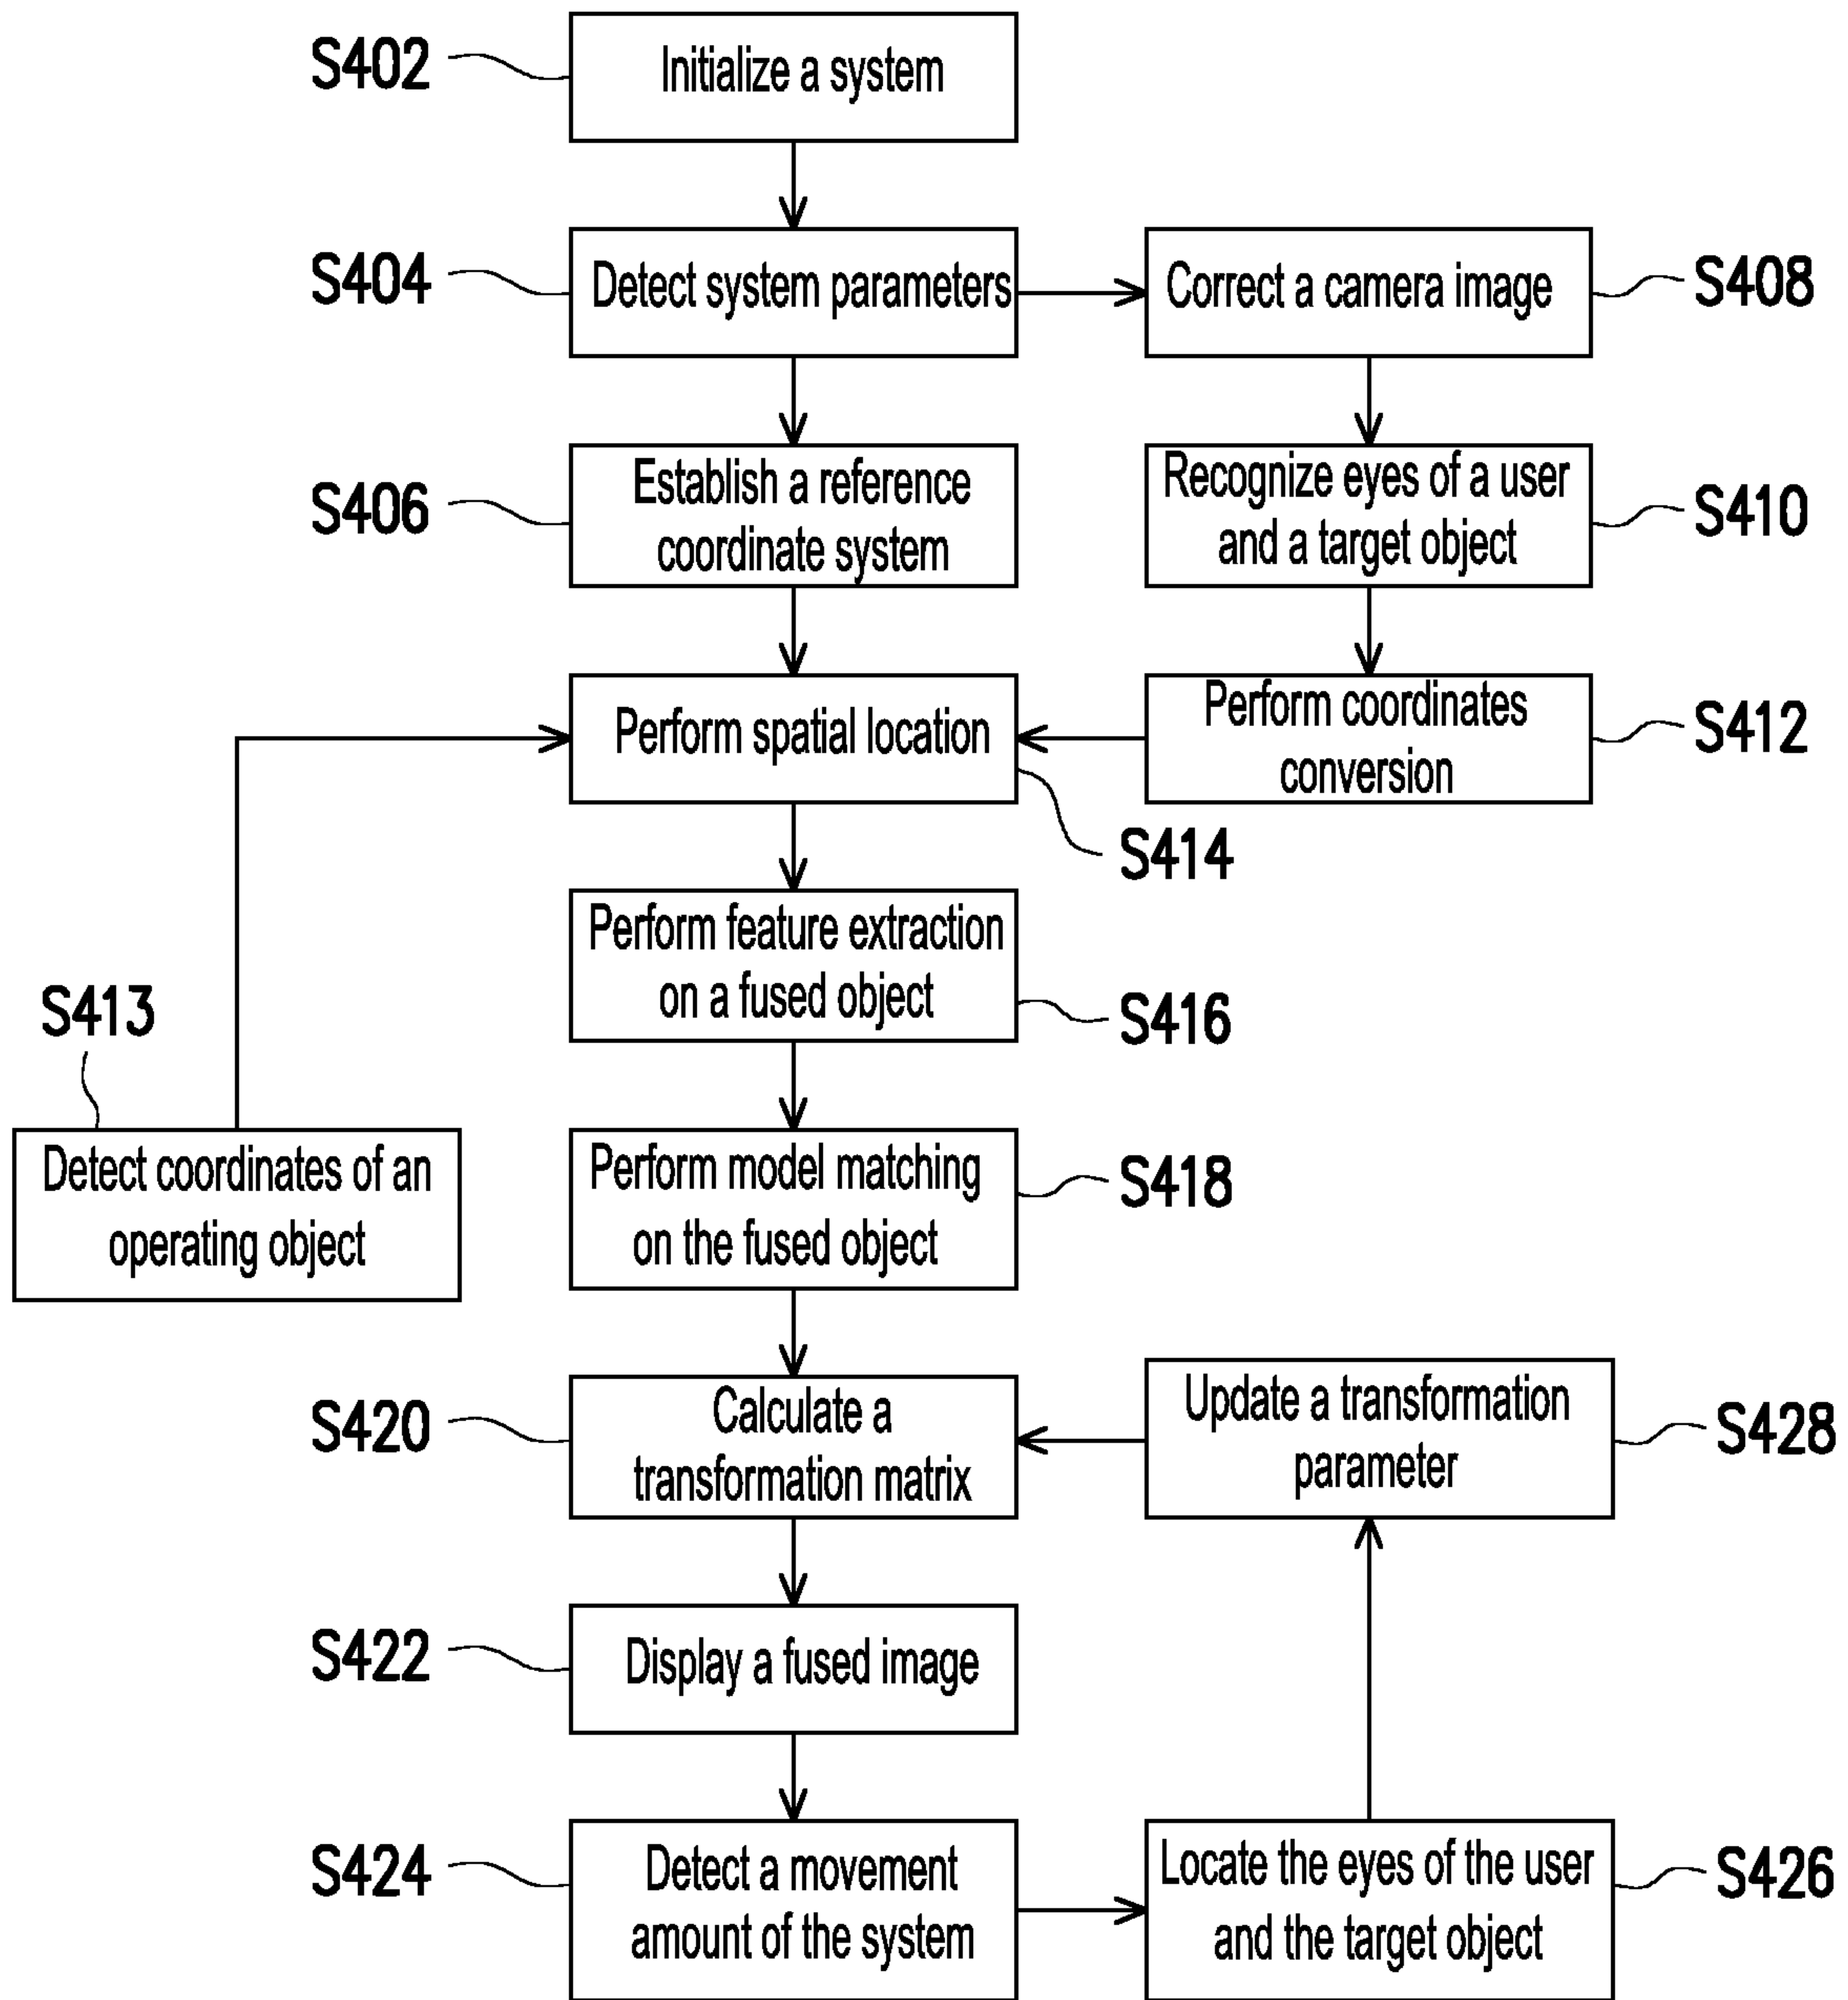 S402
Initialize a system
S404
Detect system parameters
Correct a camera image
S408
S406
Establish a reference
coordinate system
Recognize eyes of a user
and a target object
S410
Perform spatial location
Perform coordinates
conversion
S412
S414
Perform feature extraction
on a fused object
S416
S413
Detect coordinates of an
operating object
Perform model matching
on the fused object
S418
S420
Calculate a
transformation matrix
Update a transformation
parameter
S428
S422
Display a fused image
S424
Detect a movement
amount of the system
Locate the eyes of the user
and the target object
S426